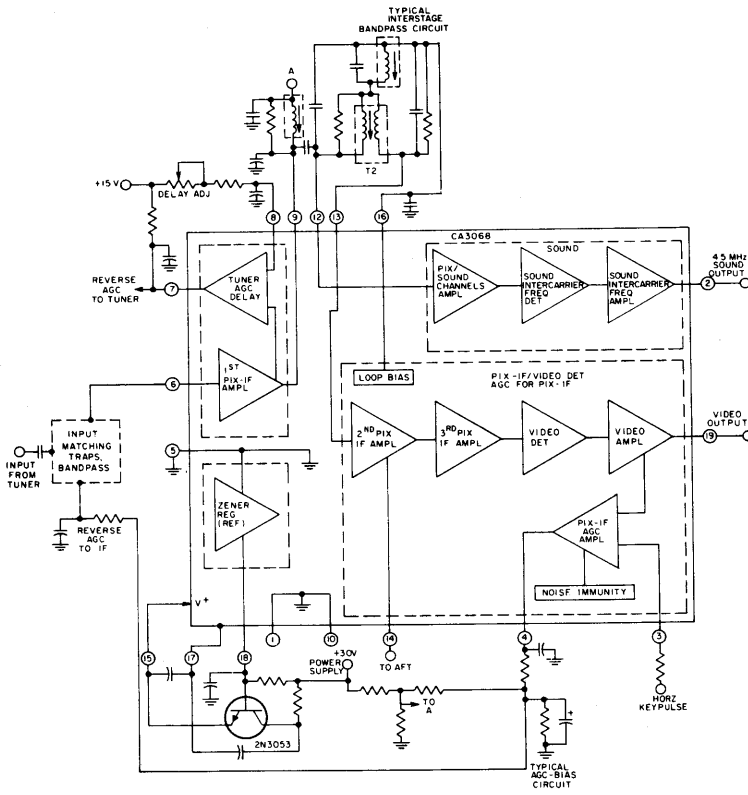 TYPICAL
INTERSTAGE
BANDPASS CIRCUIT
A
T2
+15 V
DELAY ADJ
8
9
12
13
16
CA3068
SOUND
4.5 MHz
SOUND
OUTPUT
PIX/
SOUND
CHANNELS
AMPL
SOUND
INTERCARRIER
FREQ
DET
SOUND
INTERCARRIER
FREQ
AMPL
2
TUNER
AGC
DELAY
REVERSE
AGC
TO TUNER
7
1ST
PIX-IF
AMPL
6
LOOP BIAS
PIX-IF/VIDEO DET
AGC FOR PIX-IF
2ND PIX
IF AMPL
3RD PIX
IF AMPL
VIDEO
DET
VIDEO
AMPL
VIDEO
OUTPUT
19
INPUT
MATCHING
TRAPS,
BANDPASS
INPUT
FROM
TUNER
5
ZENER
REG
(REF)
REVERSE
AGC
TO IF
PIX-IF
AGC
AMPL
NOISE IMMUNITY
V+
15
17
18
1
10
14
TO AFT
4
3
HORZ
KEYPULSE
+30V
POWER
SUPPLY
TO
A
2N3053
+
TYPICAL
AGC-BIAS
CIRCUIT